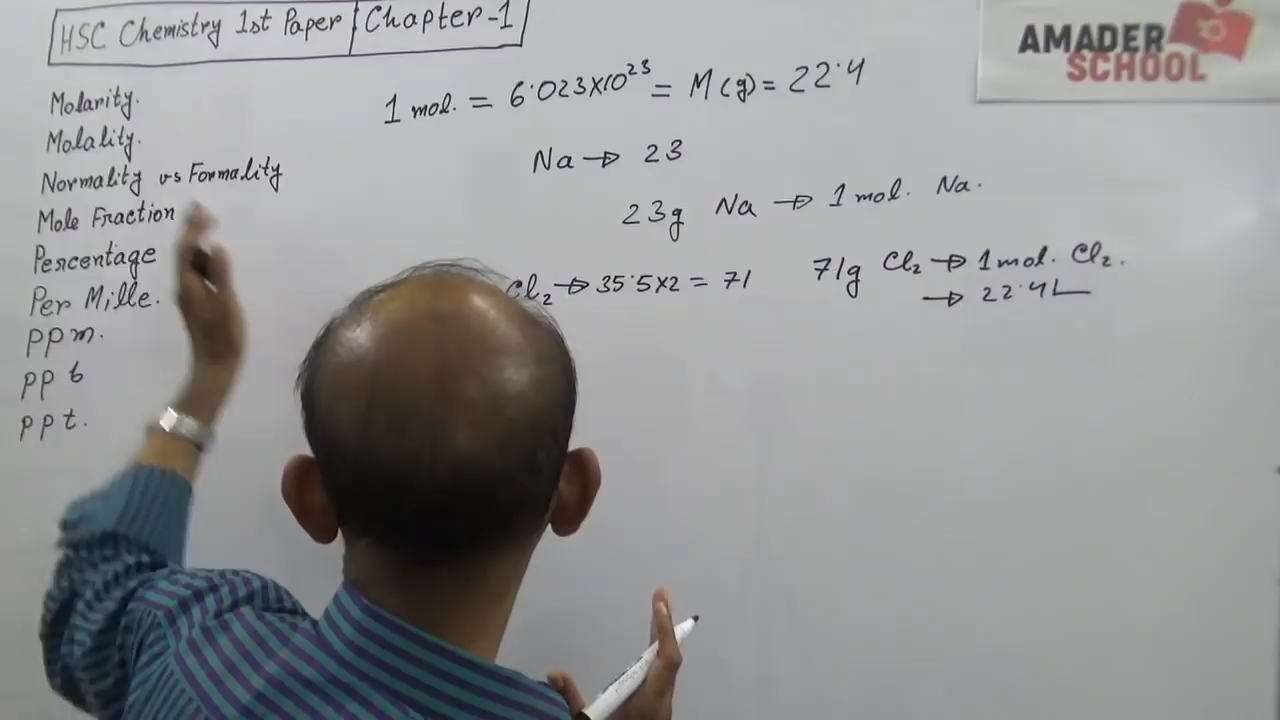 HSC Chemistry 1st Paper | Chapter-1
AMADER
SCHOOL
Molarity.
Molality.
Normality vs Formality
Mole Fraction
Percentage
Per Mille.
PPm.
PP b
PPt.
1 mol. = 6.023×10²³ = M(g) = 22.4
Na → 23
23g Na → 1 mol. Na.
Cl₂ → 35.5×2 = 71
71g Cl₂ → 1 mol. Cl₂.
→ 22.4L